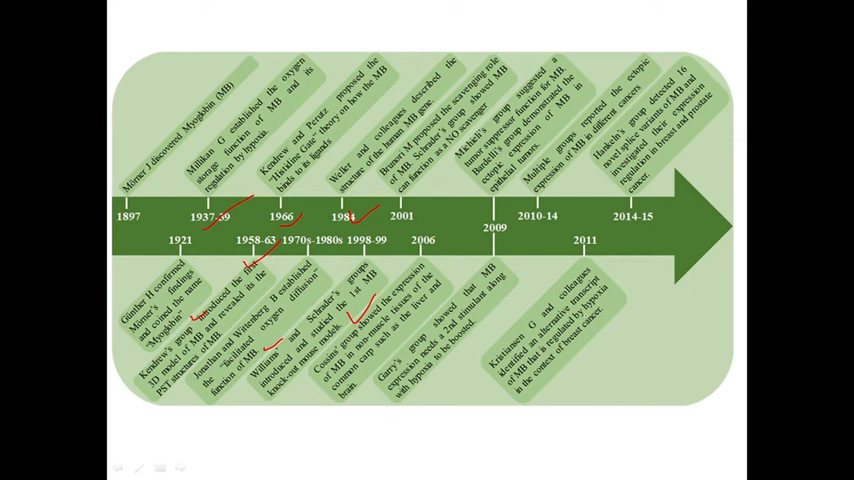 Mörner J discovered Myoglobin (MB)
Millikan G established the oxygen
storage function of MB and its
regulation by hypoxia.
Kendrew and Perutz proposed the
"Histidine Gate" theory on how the MB
binds to its ligands
Weller and colleagues described the
structure of the human MB gene.
Brunori M proposed the scavenging role
of MB. Schrader's group showed MB
can function as a NO scavenger
Micheili's group suggested a
tumor suppressor function for MB.
Bardelli's group demonstrated the
ectopic expression of MB in
epithelial tumors.
Multiple groups reported the ectopic
expression of MB in different cancers
Hankeln's group detected 16
novel splice variants of MB and
investigated their expression
regulation in breast and prostate
cancer.
1897
1937-39
1966
1984
2001
2009
2010-14
2014-15
1921
1958-63
1970s-1980s
1998-99
2006
2011
Günther H confirmed
Mörner's findings
and coined the name
"Myoglobin"
Kendrew's group introduced the first
3D model of MB and revealed its the
PST structures of MB.
Jonathan and Wittenberg B established
the "facilitated oxygen diffusion"
function of MB.
Williams' and Schrader's groups
introduced and studied the 1st MB
knock-out mouse models.
Cossins' group showed the expression
of MB in non-muscle tissues of the
common carp such as the liver and
brain.
Garry's group showed that MB
expression needs a 2nd stimulant along
with hypoxia to be boosted.
Kristiansen G and colleagues
identified an alternative transcript
of MB that is regulated by hypoxia
in the context of breast cancer.